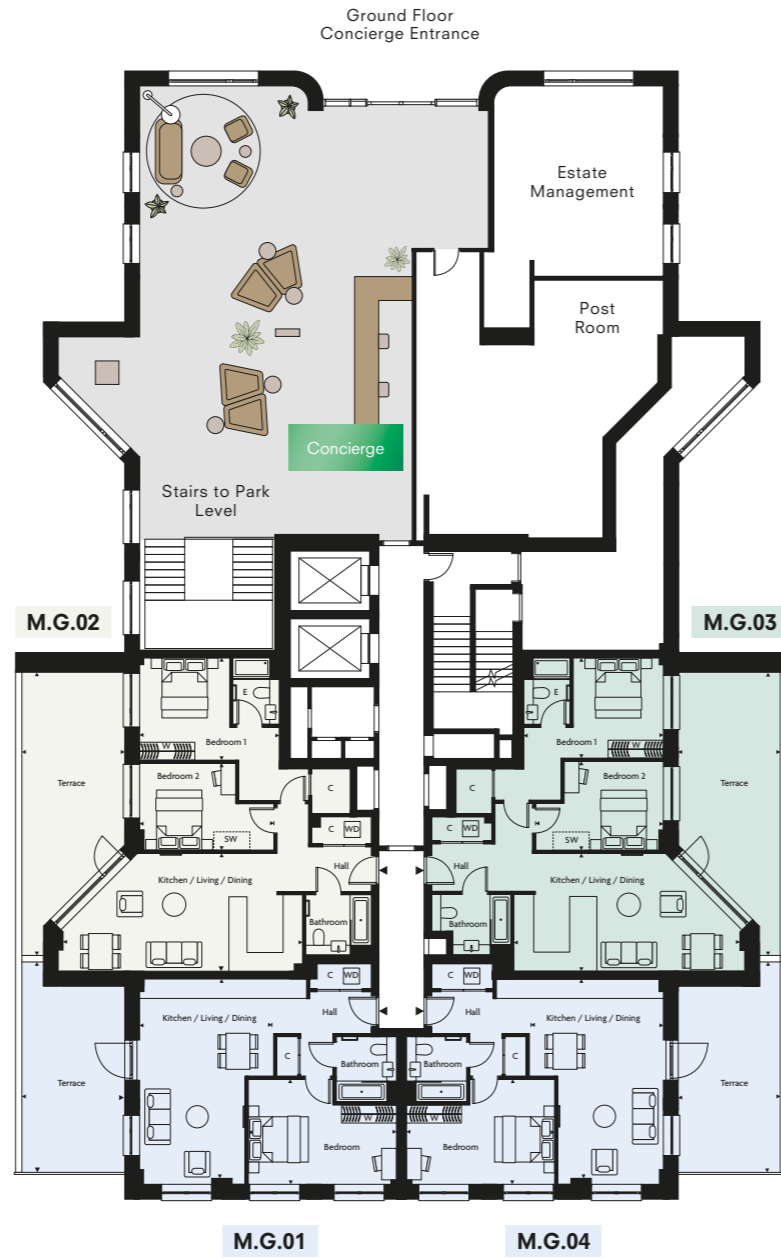 Ground Floor
Concierge Entrance
Estate
Management
Post
Room
Concierge
Stairs to Park
Level
M.G.02
M.G.03
E
E
W
Bedroom 1
Bedroom 1
W
Terrace
Bedroom 2
C
C
Bedroom 2
Terrace
SW
C
WD
C
WD
SW
Kitchen / Living / Dining
Hall
Hall
Kitchen / Living / Dining
Bathroom
Bathroom
C
WD
C
WD
Kitchen / Living / Dining
Hall
Hall
Kitchen / Living / Dining
C
Bathroom
Bathroom
C
Terrace
Terrace
W
W
Bedroom
Bedroom
M.G.01
M.G.04